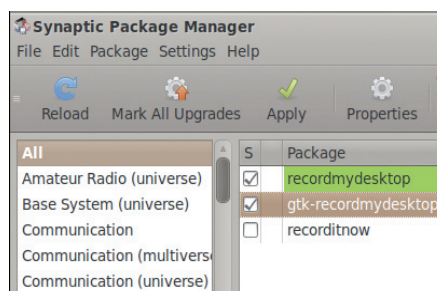 Synaptic Package Manager
File Edit Package Settings Help
Reload Mark All Upgrades Apply Properties
All
Amateur Radio (universe)
Base System (universe)
Communication
Communication (multiverse
Communication (universe)
S Package
recordmydesktop
gtk-recordmydesktop
recorditnow